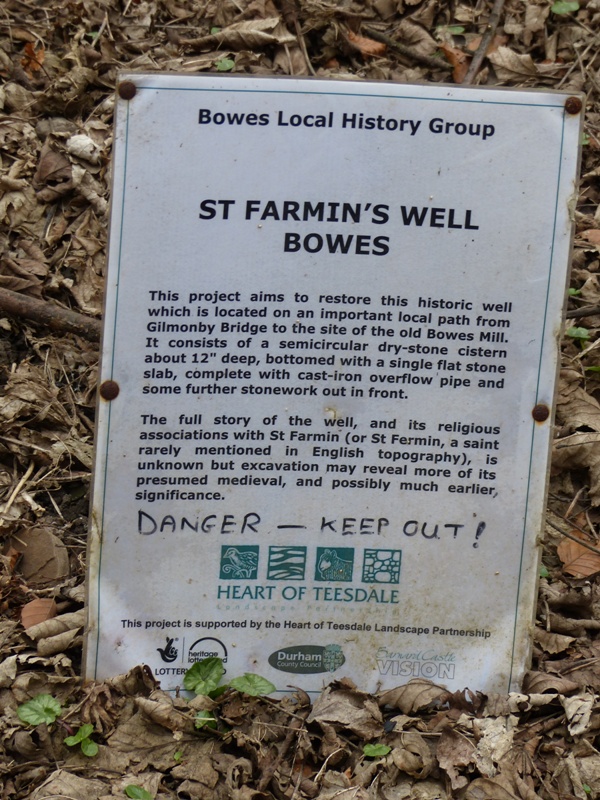 Bowes Local History Group
ST FARMIN'S WELL
BOWES
This project aims to restore this historic well
which is located on an important local path from
Gilmonby Bridge to the site of the old Bowes Mill.
It consists of a semicircular dry-stone cistern
about 12" deep, bottomed with a single flat stone
slab, complete with cast-iron overflow pipe and
some further stonework out in front.
The full story of the well, and its religious
associations with St Farmin (or St Fermin, a saint
rarely mentioned in English topography), is
unknown but excavation may reveal more of its
presumed medieval, and possibly much earlier,
significance.
DANGER – KEEP OUT!
HEART OF TEESDALE
Landscape Partnership
This project is supported by the Heart of Teesdale Landscape Partnership
heritage
Durham
County Council
Barnard Castle
VISION